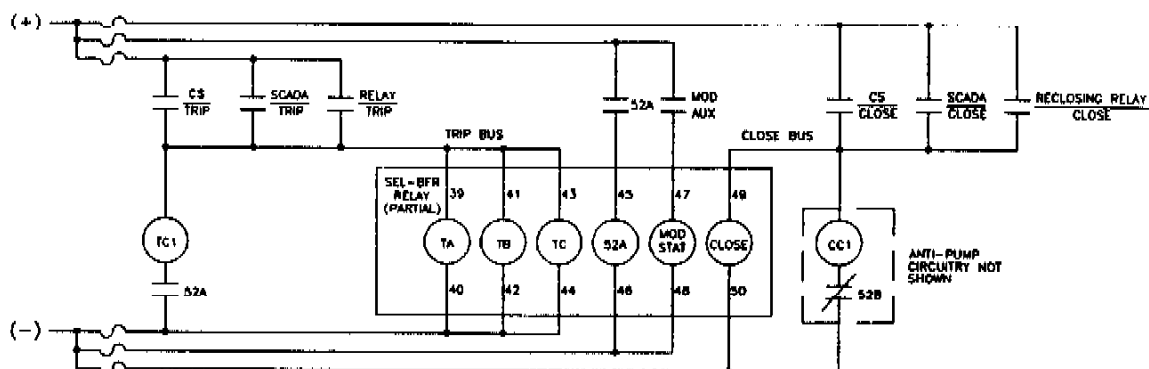 (+)
CS
TRIP
SCADA
TRIP
RELAY
TRIP
52A
MOD
AUX
CS
CLOSE
SCADA
CLOSE
RECLOSING RELAY
CLOSE
TRIP BUS
CLOSE BUS
SEL-BFR
RELAY
(PARTIAL)
39
41
43
45
47
49
TC1
TA
TB
TC
52A
MOD
STAT
CLOSE
CC1
52A
40
42
44
46
48
50
52B
ANTI-PUMP
CIRCUITRY NOT
SHOWN
(-)